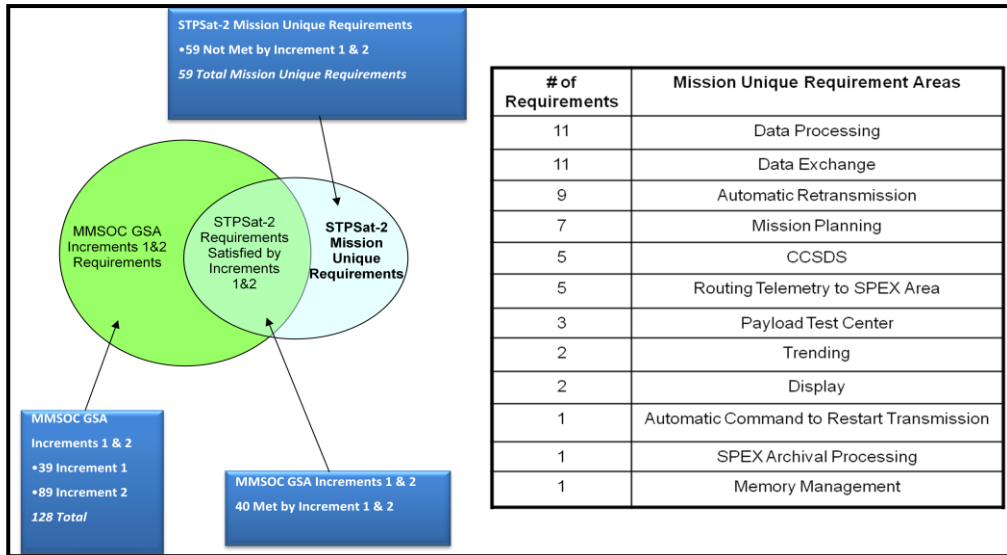 STPSat-2 Mission Unique Requirements
•59 Not Met by Increment 1 & 2
59 Total Mission Unique Requirements
MMSOC GSA
Increments 1&2
Requirements
STPSat-2
Requirements
Satisfied by
Increments
1&2
STPSat-2
Mission
Unique
Requirements
MMSOC GSA
Increments 1 & 2
•39 Increment 1
•89 Increment 2
128 Total
MMSOC GSA Increments 1 & 2
40 Met by Increment 1 & 2
# of
Requirements
Mission Unique Requirement Areas
11 Data Processing
11 Data Exchange
9 Automatic Retransmission
7 Mission Planning
5 CCSDS
5 Routing Telemetry to SPEX Area
3 Payload Test Center
2 Trending
2 Display
1 Automatic Command to Restart Transmission
1 SPEX Archival Processing
1 Memory Management